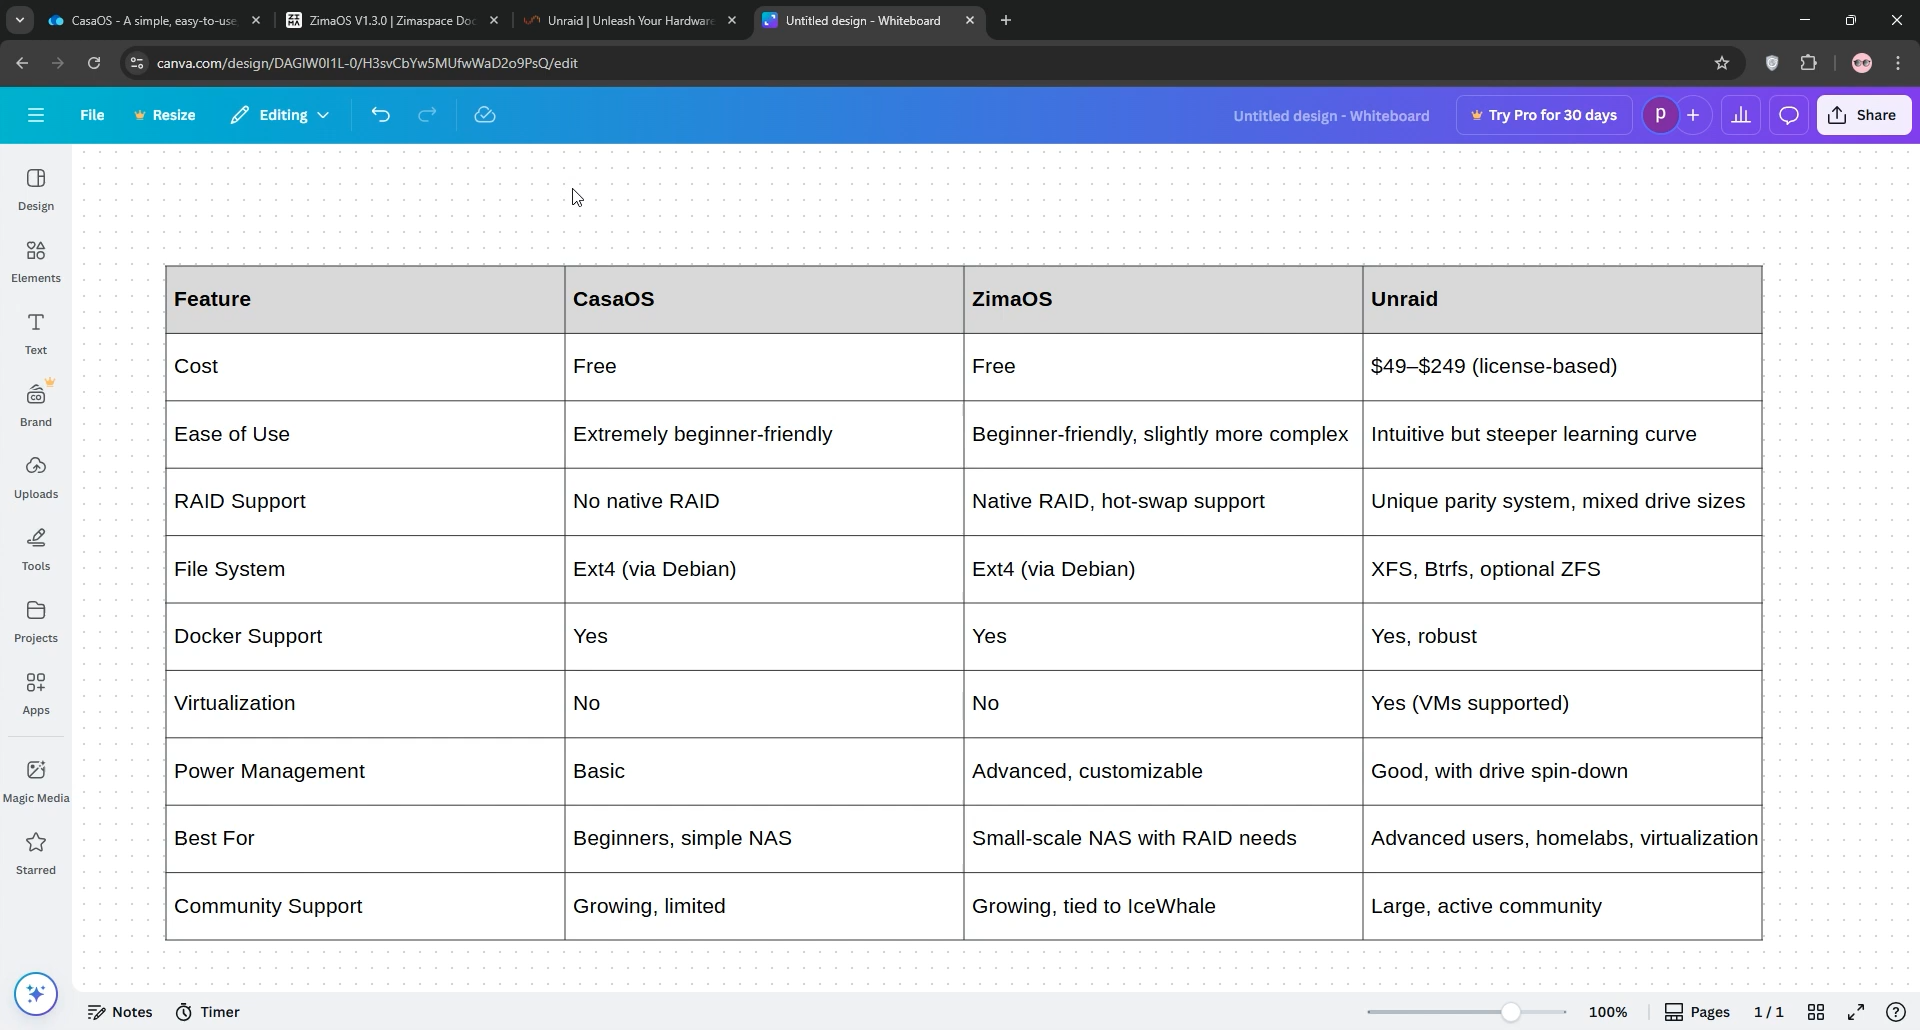 CasaOS - A simple, easy-to-use
ZimaOS V1.3.0 | Zimaspace Doc
Unraid | Unleash Your Hardware
Untitled design - Whiteboard
canva.com/design/DAGIW0I1L-0/H3svCbYw5MUfwWaD2o9PsQ/edit
File
Resize
Editing
Untitled design - Whiteboard
Try Pro for 30 days
P
Share
Design
Elements
Text
Brand
Uploads
Tools
Projects
Apps
Magic Media
Starred
Feature CasaOS ZimaOS Unraid
Cost Free Free $49–$249 (license-based)
Ease of Use Extremely beginner-friendly Beginner-friendly, slightly more complex Intuitive but steeper learning curve
RAID Support No native RAID Native RAID, hot-swap support Unique parity system, mixed drive sizes
File System Ext4 (via Debian) Ext4 (via Debian) XFS, Btrfs, optional ZFS
Docker Support Yes Yes Yes, robust
Virtualization No No Yes (VMs supported)
Power Management Basic Advanced, customizable Good, with drive spin-down
Best For Beginners, simple NAS Small-scale NAS with RAID needs Advanced users, homelabs, virtualization
Community Support Growing, limited Growing, tied to IceWhale Large, active community
Notes
Timer
100%
Pages
1 / 1